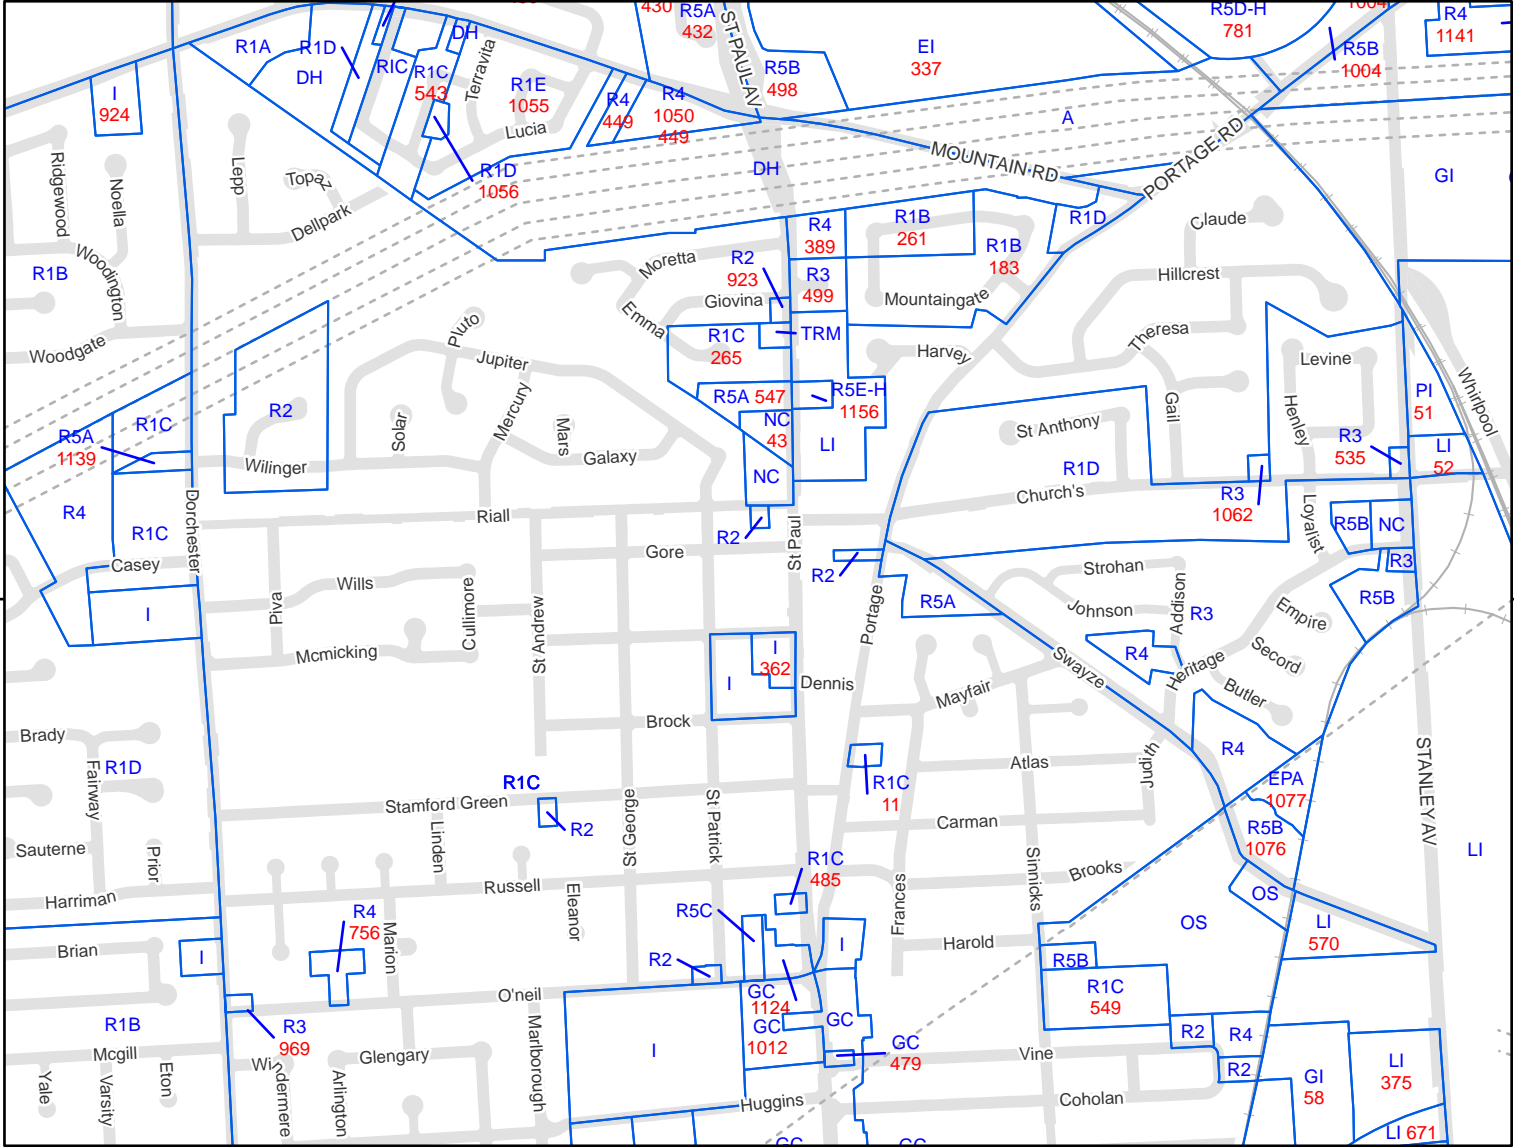 430
R5A
432
ST PAUL AV
R5D-H
781
1004
R4
1141
R1A
R1D
DH
DH
RIC
R1C
543
Terravita
R1E
1055
Lucia
R4
449
R4
1050
449
R5B
498
EI
337
R5B
1004
A
I
924
R1D
1056
DH
MOUNTAIN RD
PORTAGE RD
GI
Ridgewood
Noella
Lepp
Topaz
Dellpark
Woodington
R1B
Woodgate
R4
389
R1B
261
R1B
183
R1D
Claude
Hillcrest
Moretta
R2
923
R3
499
Giovina
Emma
Mountaingate
R1C
265
TRM
Harvey
Theresa
Levine
Pluto
Jupiter
Mercury
Mars
Solar
Galaxy
R2
Wilinger
R5A 547
R5E-H
1156
NC
43
LI
NC
Gail
Henley
PI
51
Whirlpool
St Anthony
R1D
Church's
R3
535
LI
52
R3
1062
R1C
R5A
1139
R4
R1C
Dorchester
Casey
I
Riall
R2
St Paul
Gore
R2
Loyalist
R5B
NC
R3
R5B
Wills
Piva
Cullimore
St Andrew
Mcmicking
Portage
R5A
Strohan
Johnson
Addison
R3
Empire
Second
Heritage
Butler
R4
Swayze
I
362
I
Dennis
Brock
Mayfair
R4
Brady
R1D
Fairway
R1C
Stamford Green
R2
Linden
St George
St Patrick
R1C
11
Atlas
Judith
EPA
1077
R5B
1076
STANLEY AV
LI
Carman
Sauterne
Prior
Harriman
Russell
Eleanor
R1C
485
Frances
Sinnicks
Brooks
OS
OS
LI
570
R4
756
Marion
R5C
R2
I
Harold
R5B
R1C
549
Brian
I
O'neil
GC
1124
GC
1012
GC
GC
479
R2
R4
R2
R1B
R3
969
Mcgill
Yale
Varsity
Eton
Windermere
Glengary
Arlington
Marlborough
I
Huggins
Vine
Coholan
GI
58
LI
375
LI 671
GC
GC